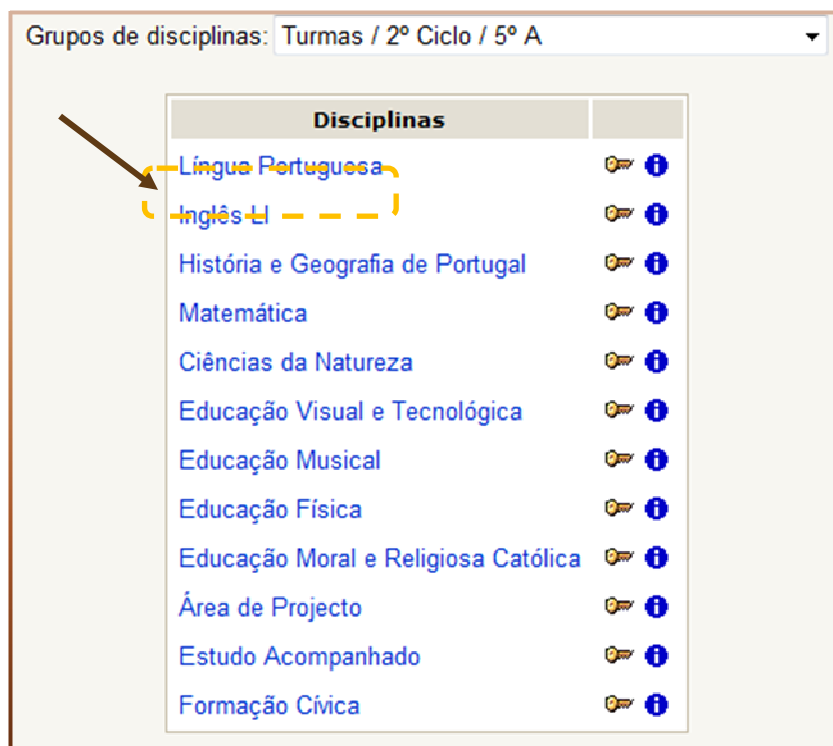 Grupos de disciplinas: Turmas / 2º Ciclo / 5º A
Disciplinas
Língua Portuguesa
Inglês LI
História e Geografia de Portugal
Matemática
Ciências da Natureza
Educação Visual e Tecnológica
Educação Musical
Educação Física
Educação Moral e Religiosa Católica
Área de Projecto
Estudo Acompanhado
Formação Cívica